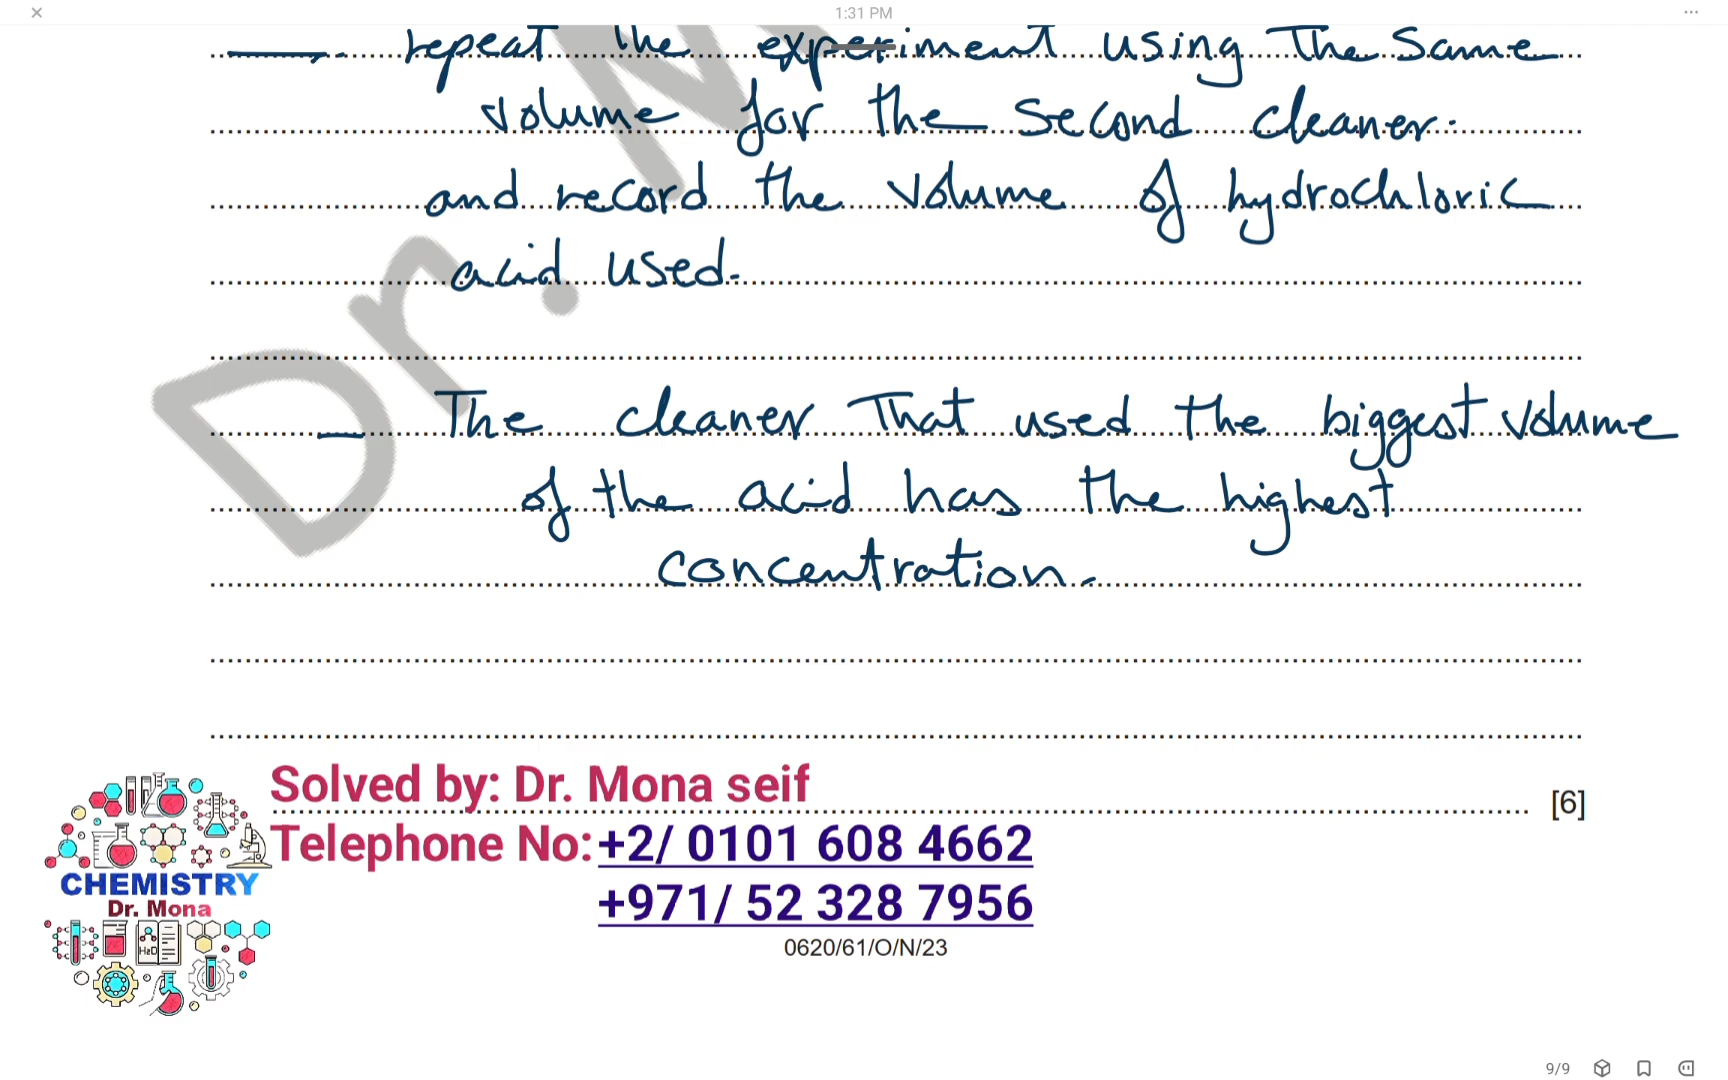 1:31 PM
repeat the experiment using The Same
volume for the second cleaner.
and record the volume of hydrochloric
acid used.
Dr. M
- The cleaner That used the biggest volume
of the acid has the highest
concentration.
Solved by: Dr. Mona seif
[6]
Telephone No: +2/ 0101 608 4662
+971/ 52 328 7956
CHEMISTRY
Dr. Mona
H₂O
0620/61/O/N/23
9/9